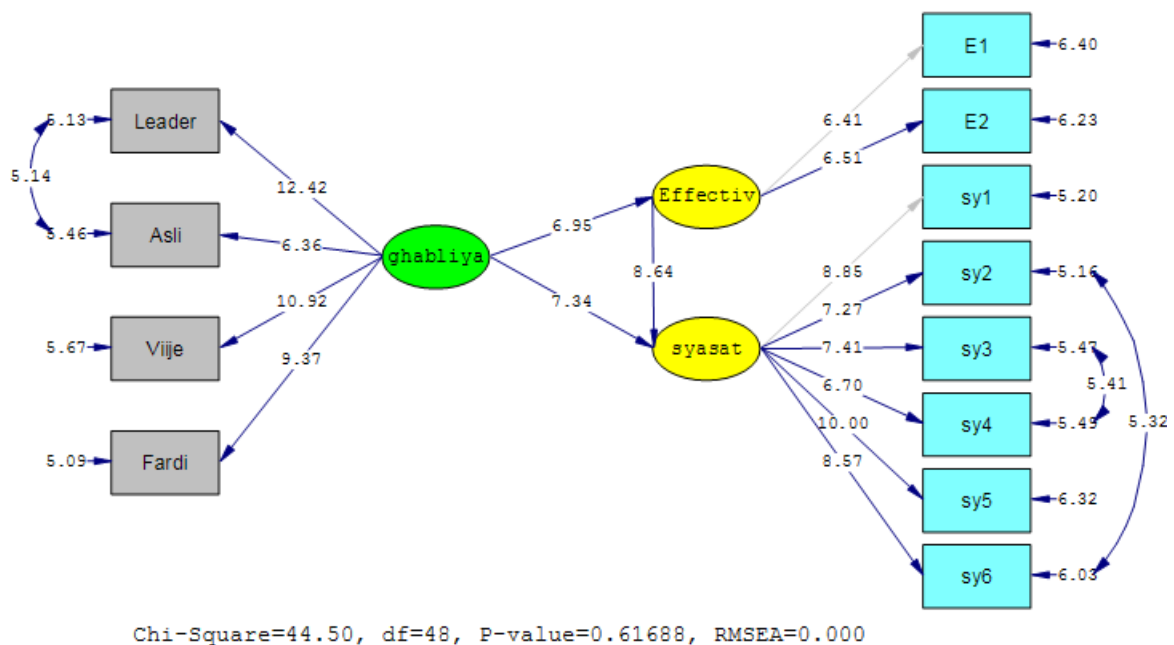 E1
6.40
5.13
Leader
E2
6.23
6.41
6.51
5.14
12.42
Effectiv
sy1
5.20
5.46
Asli
6.36
6.95
ghabliya
8.64
8.85
sy2
5.16
10.92
7.34
7.27
5.67
Viije
syasat
7.41
sy3
5.47
9.37
6.70
5.41
10.00
sy4
5.49
5.32
5.09
Fardi
8.57
sy5
6.32
sy6
6.03
Chi-Square=44.50, df=48, P-value=0.61688, RMSEA=0.000